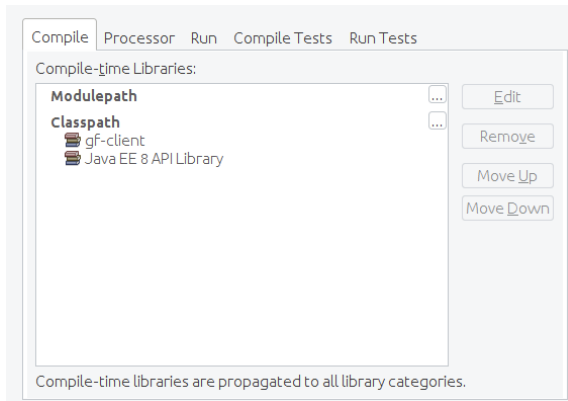 Compile Processor Run Compile Tests Run Tests
Compile-time Libraries:
Modulepath ... Edit
Classpath ...
gf-client Remove
Java EE 8 API Library
Move Up
Move Down
Compile-time libraries are propagated to all library categories.